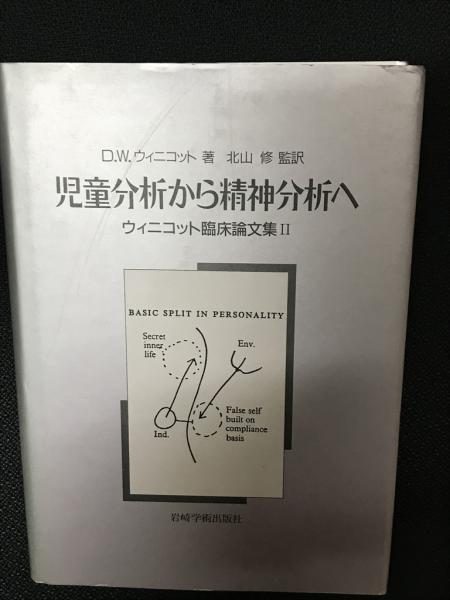 D.W.ウィニコット 著 北山 修 監訳
児童分析から精神分析へ
ウィニコット臨床論文集II
BASIC SPLIT IN PERSONALITY
Secret
inner
life
Env.
Ind.
False self
built on
compliance
basis
岩崎学術出版社